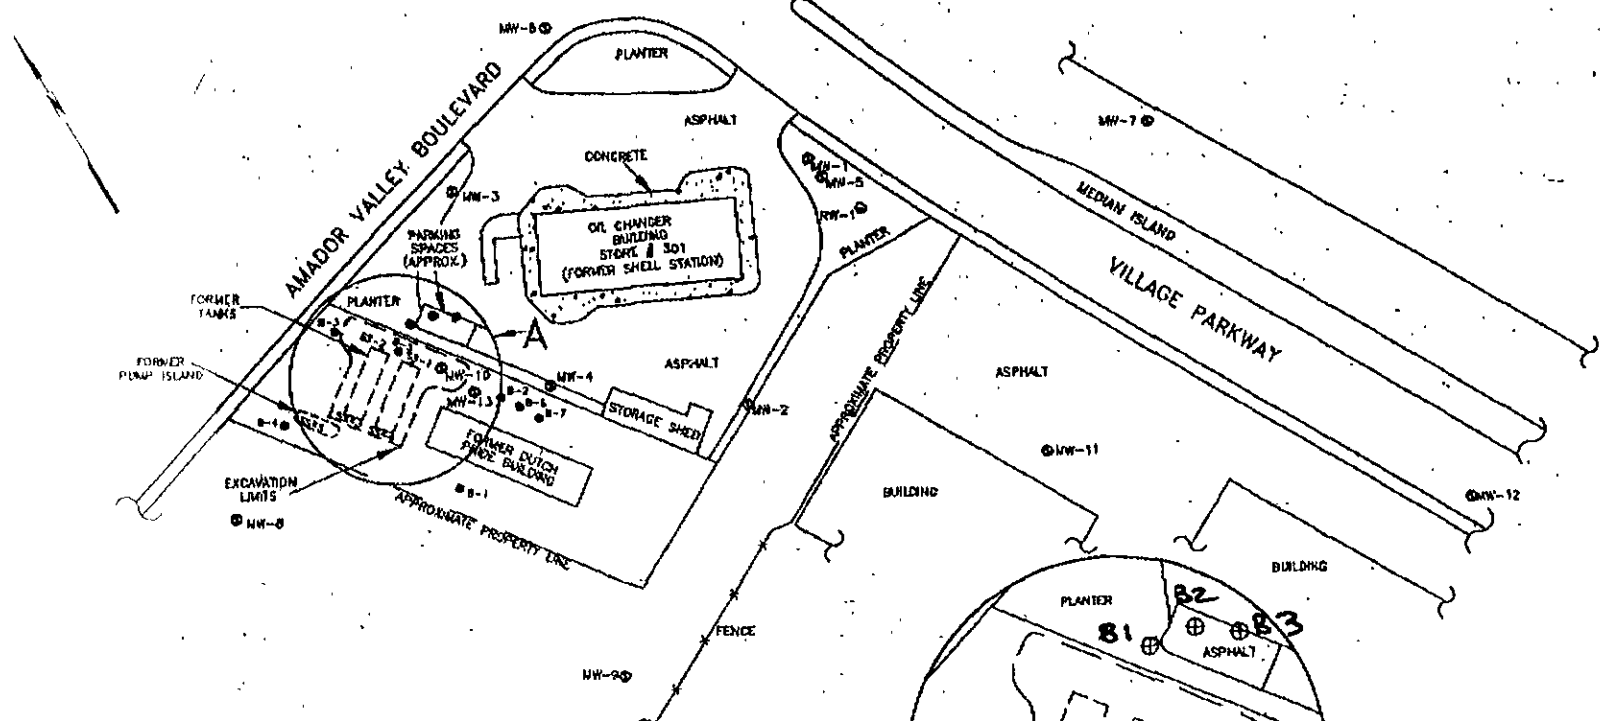 MW-6
PLANTER
ASPHALT
AMADOR VALLEY BOULEVARD
CONCRETE
MW-7
MW-1
MW-5
MEDIAN ISLAND
MW-3
RW-1
PLANTER
PARKING
SPACES
(APPROX.)
OIL CHANGER
BUILDING
STORE # 301
(FORMER SHELL STATION)
VILLAGE PARKWAY
APPROXIMATE PROPERTY LINE
FORMER
TANKS
PLANTER
A
B-3
FORMER
PUMP ISLAND
MW-10
MW-4
ASPHALT
ASPHALT
MW-13
B-2
B-6
B-7
STORAGE SHED
MW-2
B-4
FORMER DUTCH
PRIDE BUILDING
MW-11
EXCAVATION
LIMITS
B-1
BUILDING
MW-12
MW-8
APPROXIMATE PROPERTY LINE
BUILDING
PLANTER
B2
B1
B3
ASPHALT
FENCE
MW-9